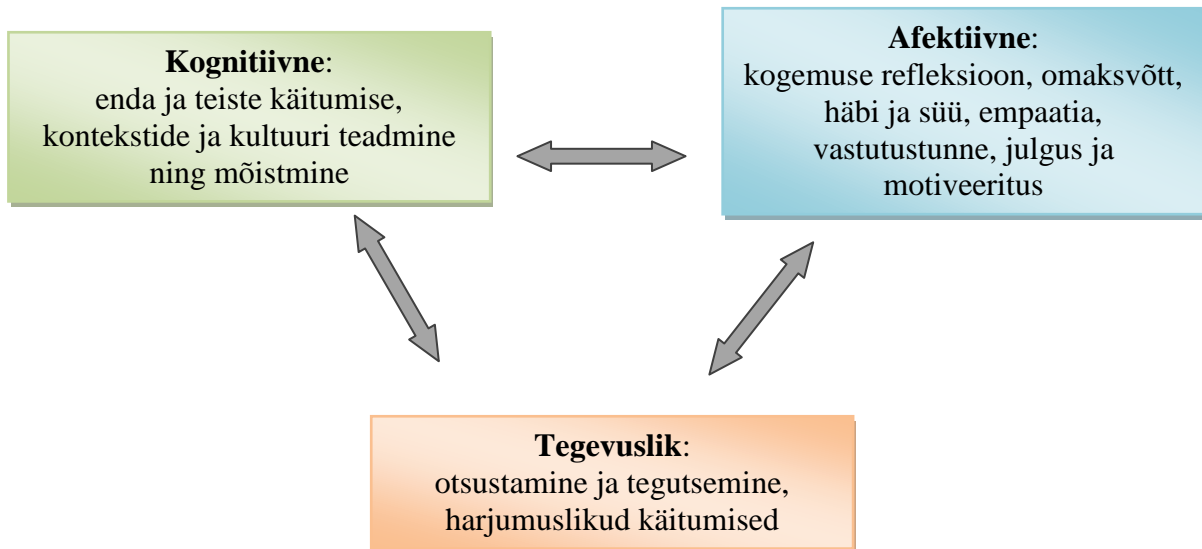 Kognitiivne:
enda ja teiste käitumise,
kontekstide ja kultuuri teadmine
ning mõistmine
Afektiivne:
kogemuse refleksioon, omaksvõtt,
häbi ja süü, empaatia,
vastutustunne, julgus ja
motiveeritus
Tegevuslik:
otsustamine ja tegutsemine,
harjumuslikud käitumised